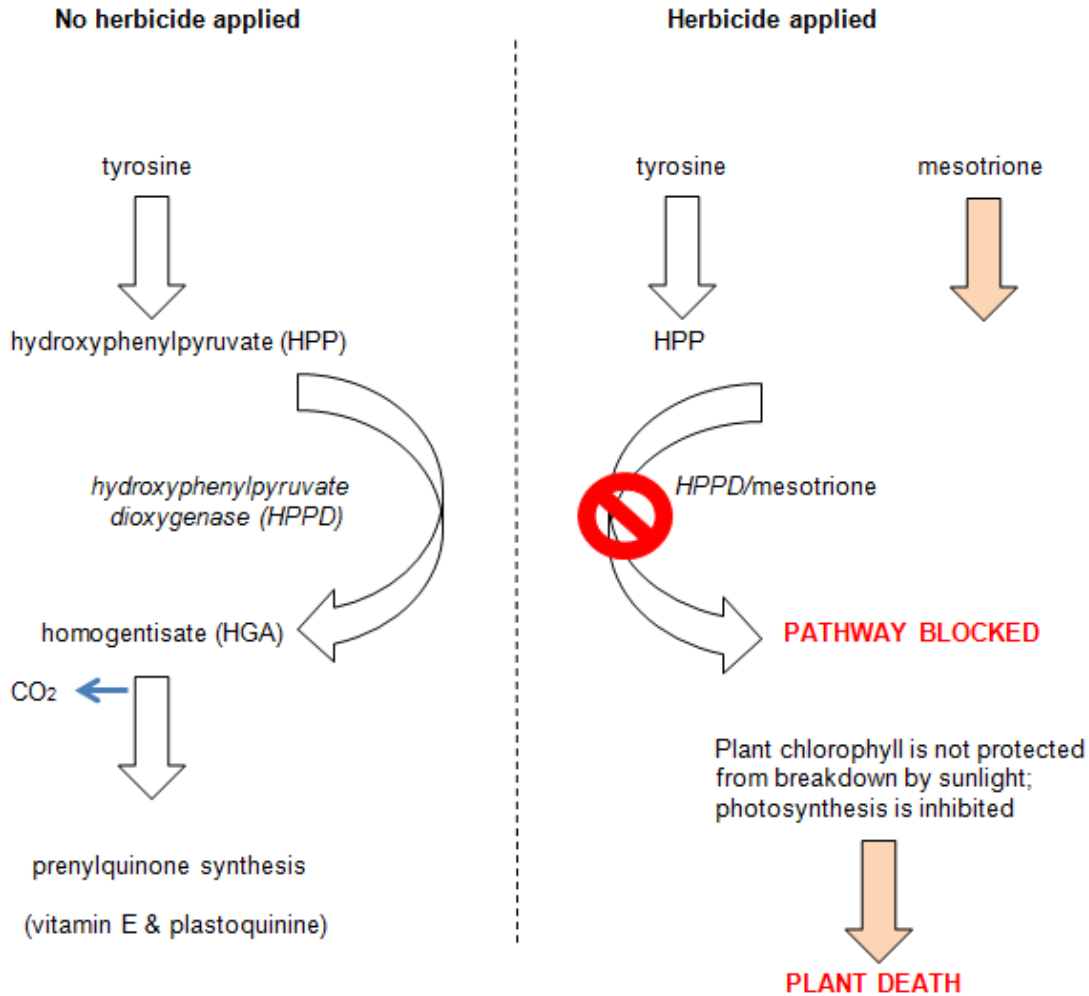 No herbicide applied
tyrosine
hydroxyphenylpyruvate (HPP)
hydroxyphenylpyruvate
dioxygenase (HPPD)
homogentisate (HGA)
CO2
prenylquinone synthesis
(vitamin E & plastoquinine)
Herbicide applied
tyrosine
mesotrione
HPP
HPPD/mesotrione
PATHWAY BLOCKED
Plant chlorophyll is not protected
from breakdown by sunlight;
photosynthesis is inhibited
PLANT DEATH